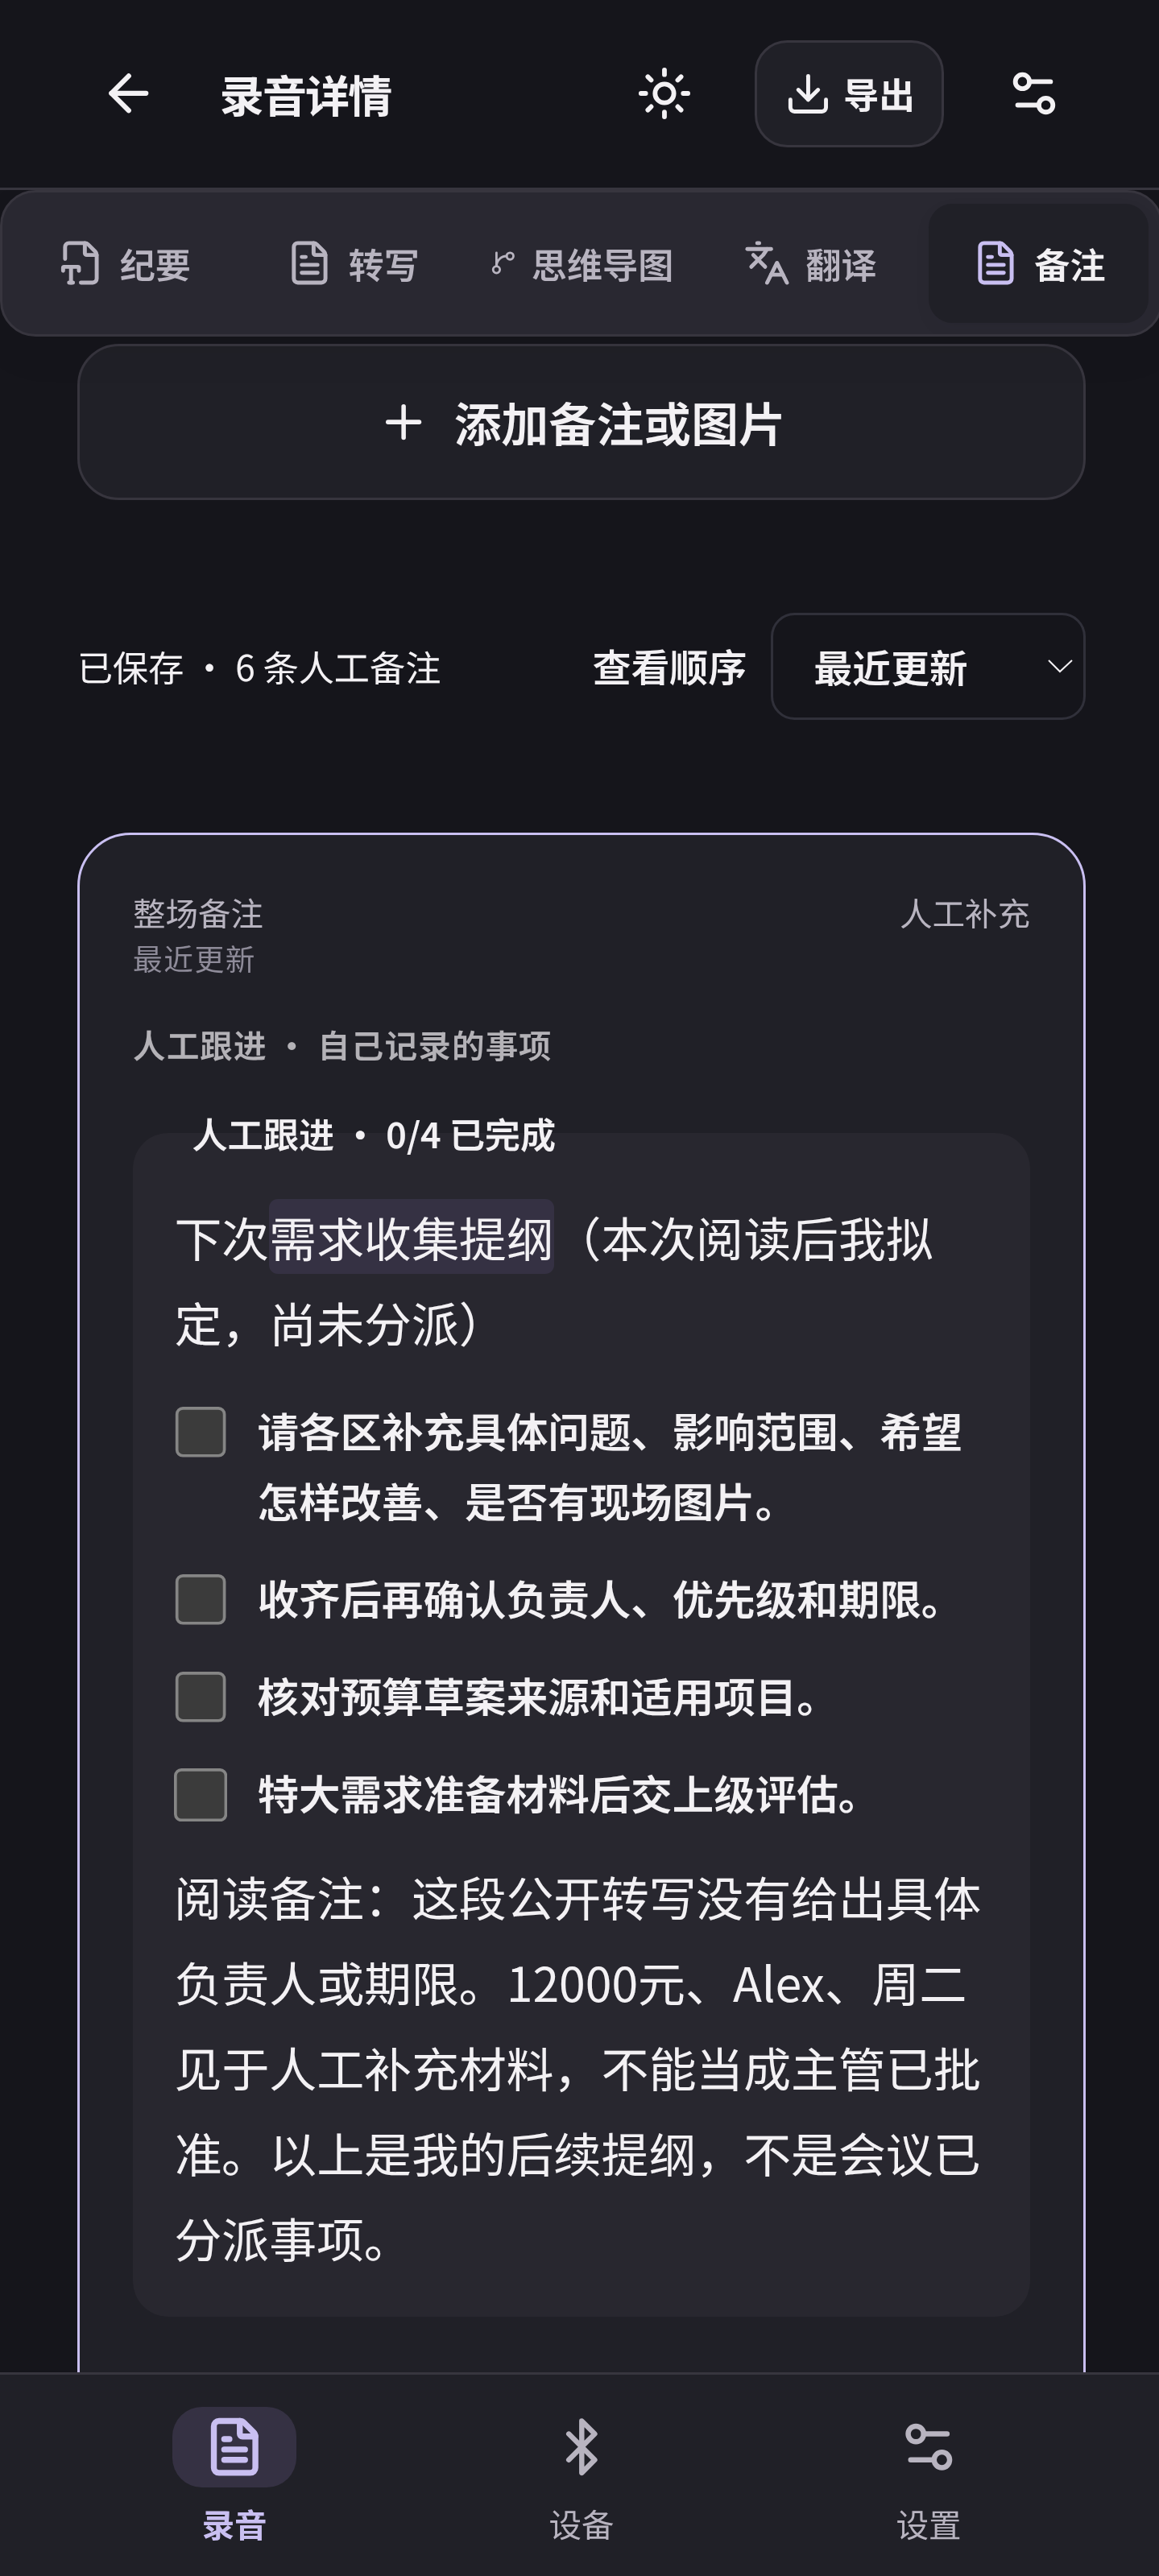 录音详情
导出
纪要
转写
思维导图
翻译
备注
添加备注或图片
已保存 · 6 条人工备注
查看顺序
最近更新
整场备注
人工补充
最近更新
人工跟进 · 自己记录的事项
人工跟进 · 0/4 已完成
下次需求收集提纲（本次阅读后我拟
定，尚未分派）
请各区补充具体问题、影响范围、希望
怎样改善、是否有现场图片。
收齐后再确认负责人、优先级和期限。
核对预算草案来源和适用项目。
特大需求准备材料后交上级评估。
阅读备注：这段公开转写没有给出具体
负责人或期限。12000元、Alex、周二
见于人工补充材料，不能当成主管已批
准。以上是我的后续提纲，不是会议已
分派事项。
录音
设备
设置